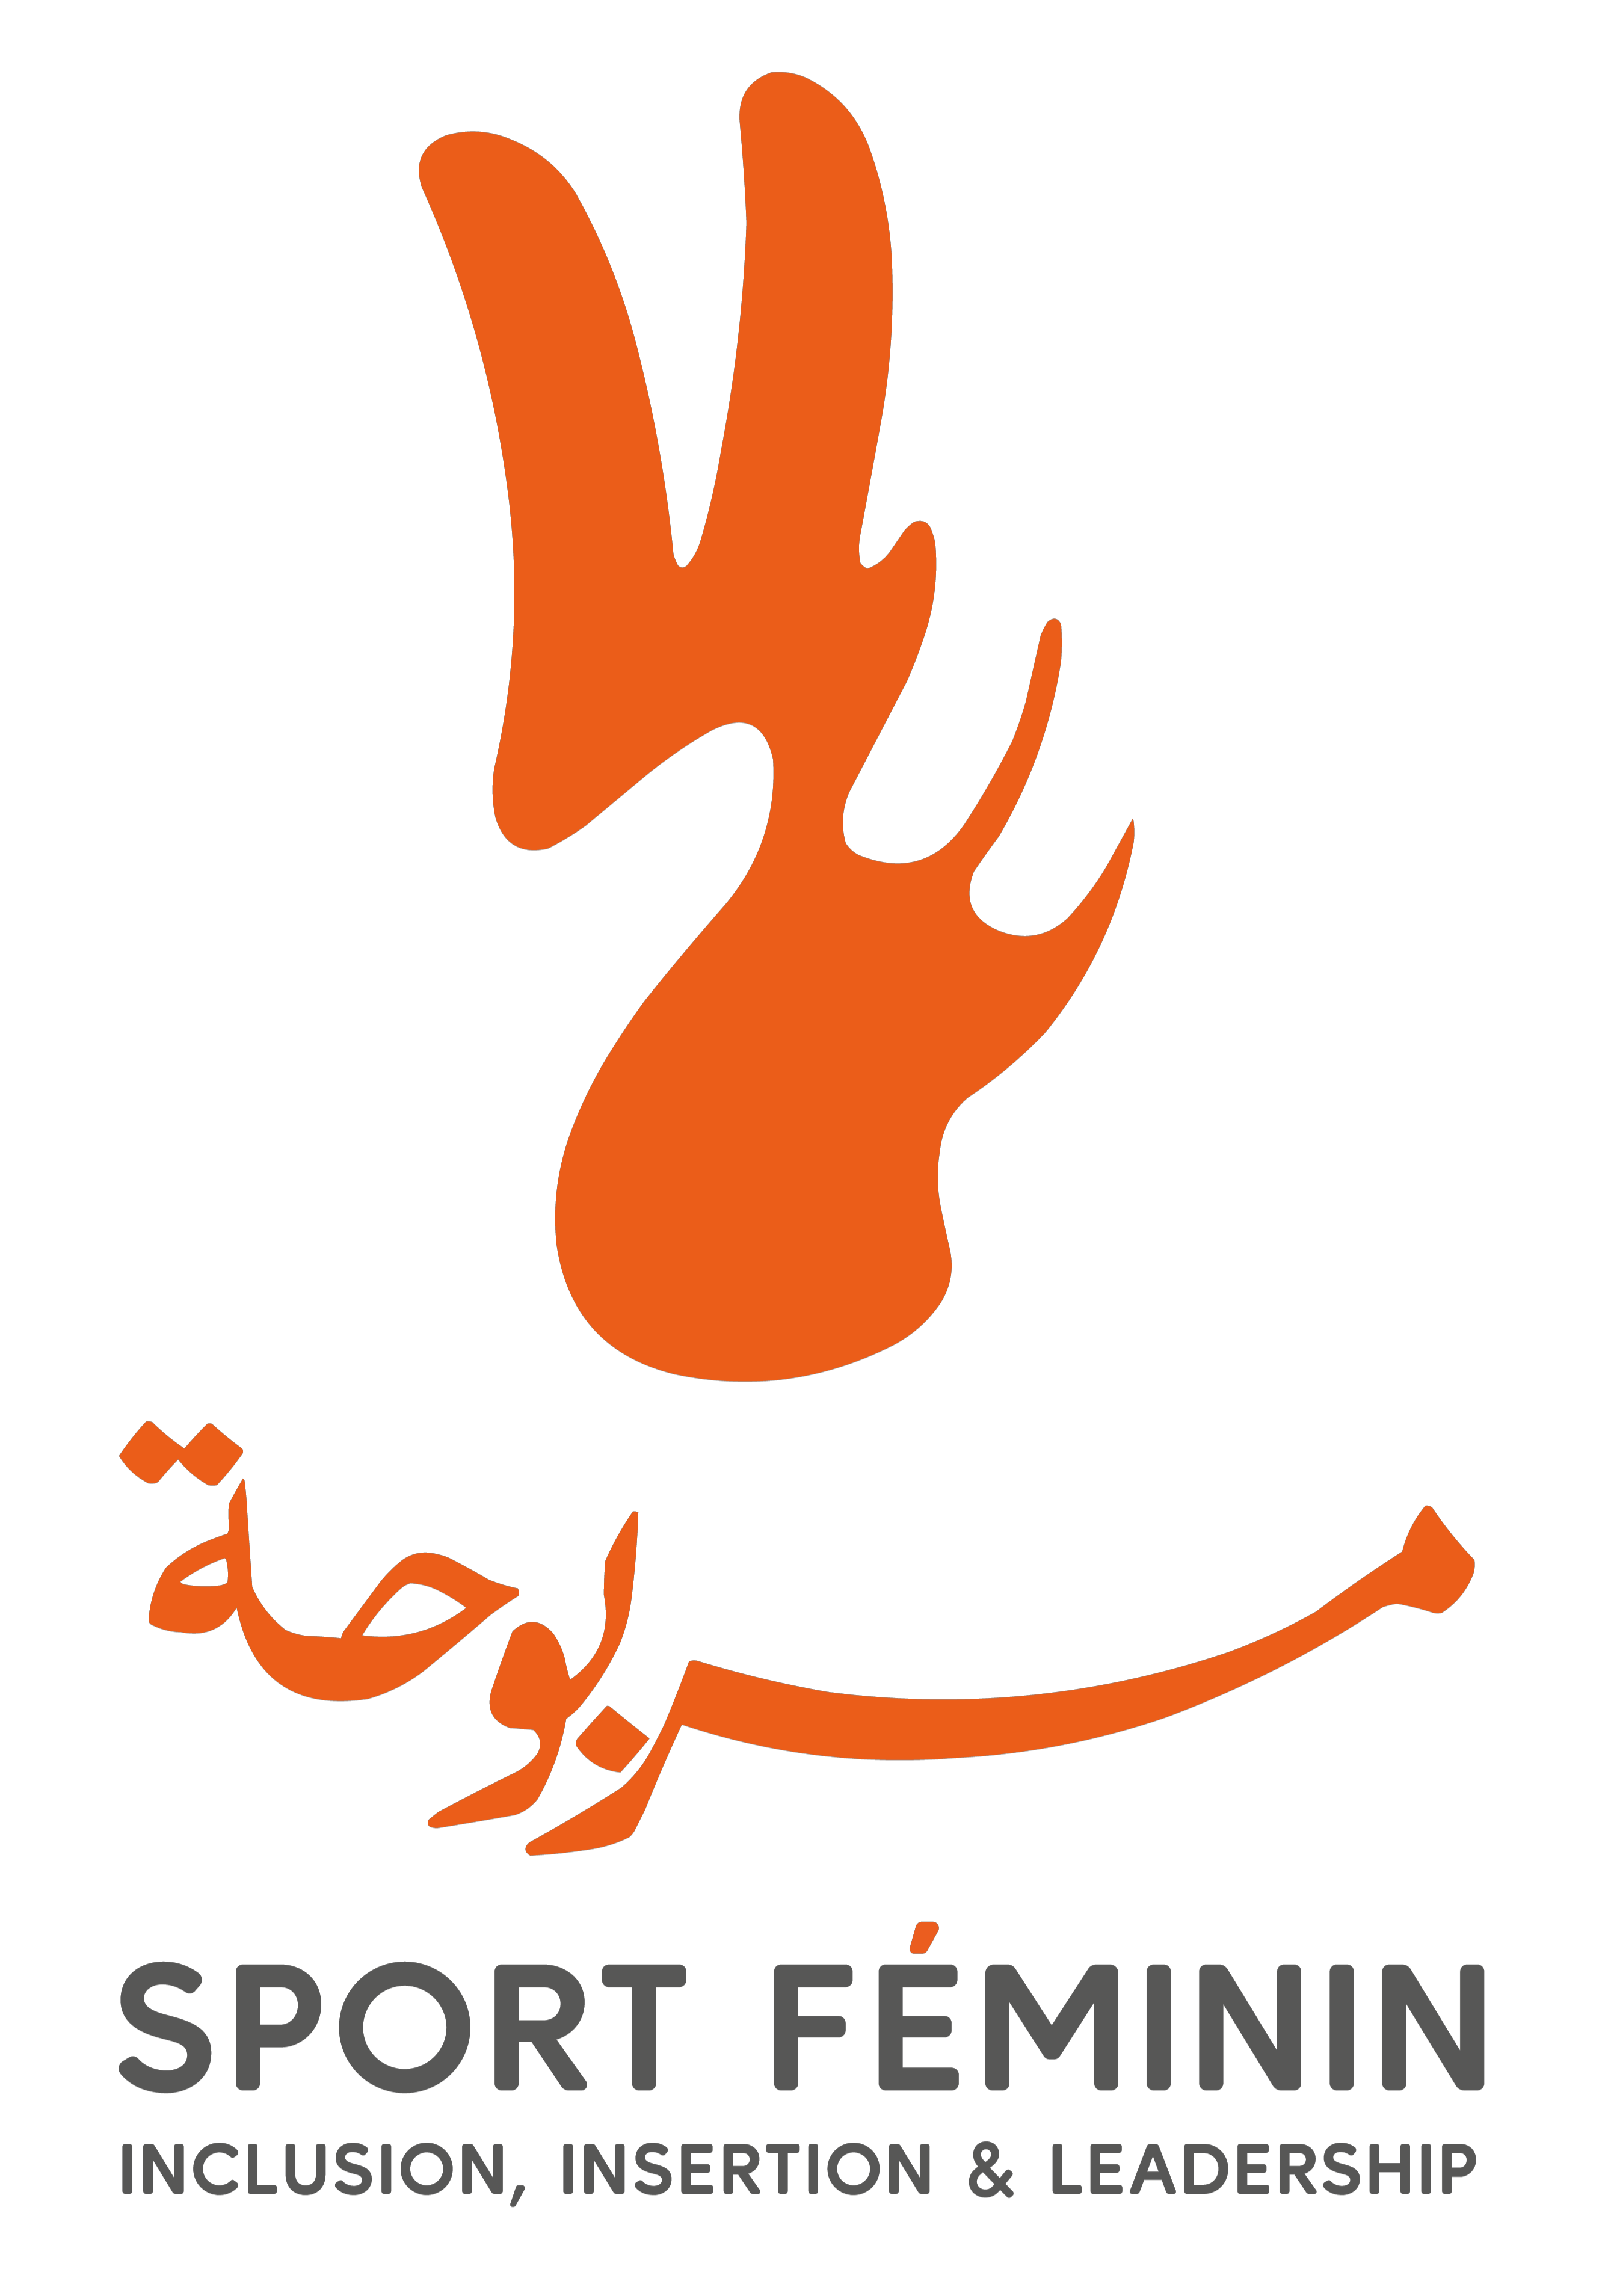 مربوحة
SPORT FÉMININ
INCLUSION, INSERTION & LEADERSHIP